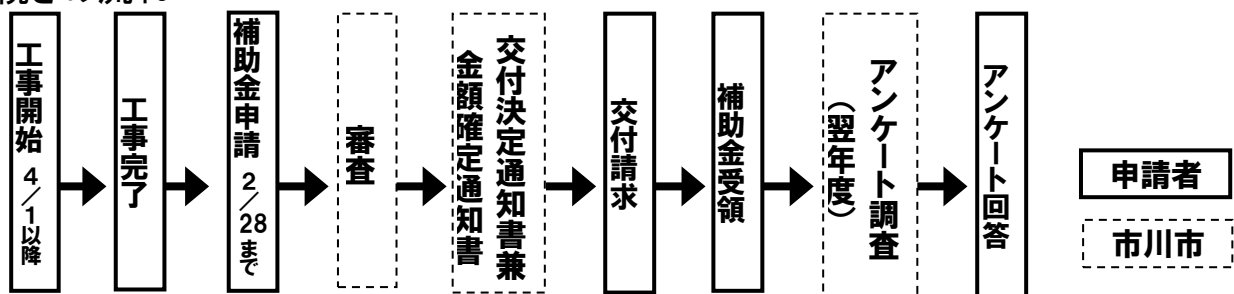 工事開始 4/1以降
工事完了
補助金申請 2/28まで
審査
交付決定通知書兼
金額確定通知書
交付請求
補助金受領
アンケート調査
(翌年度)
アンケート回答
申請者
市川市